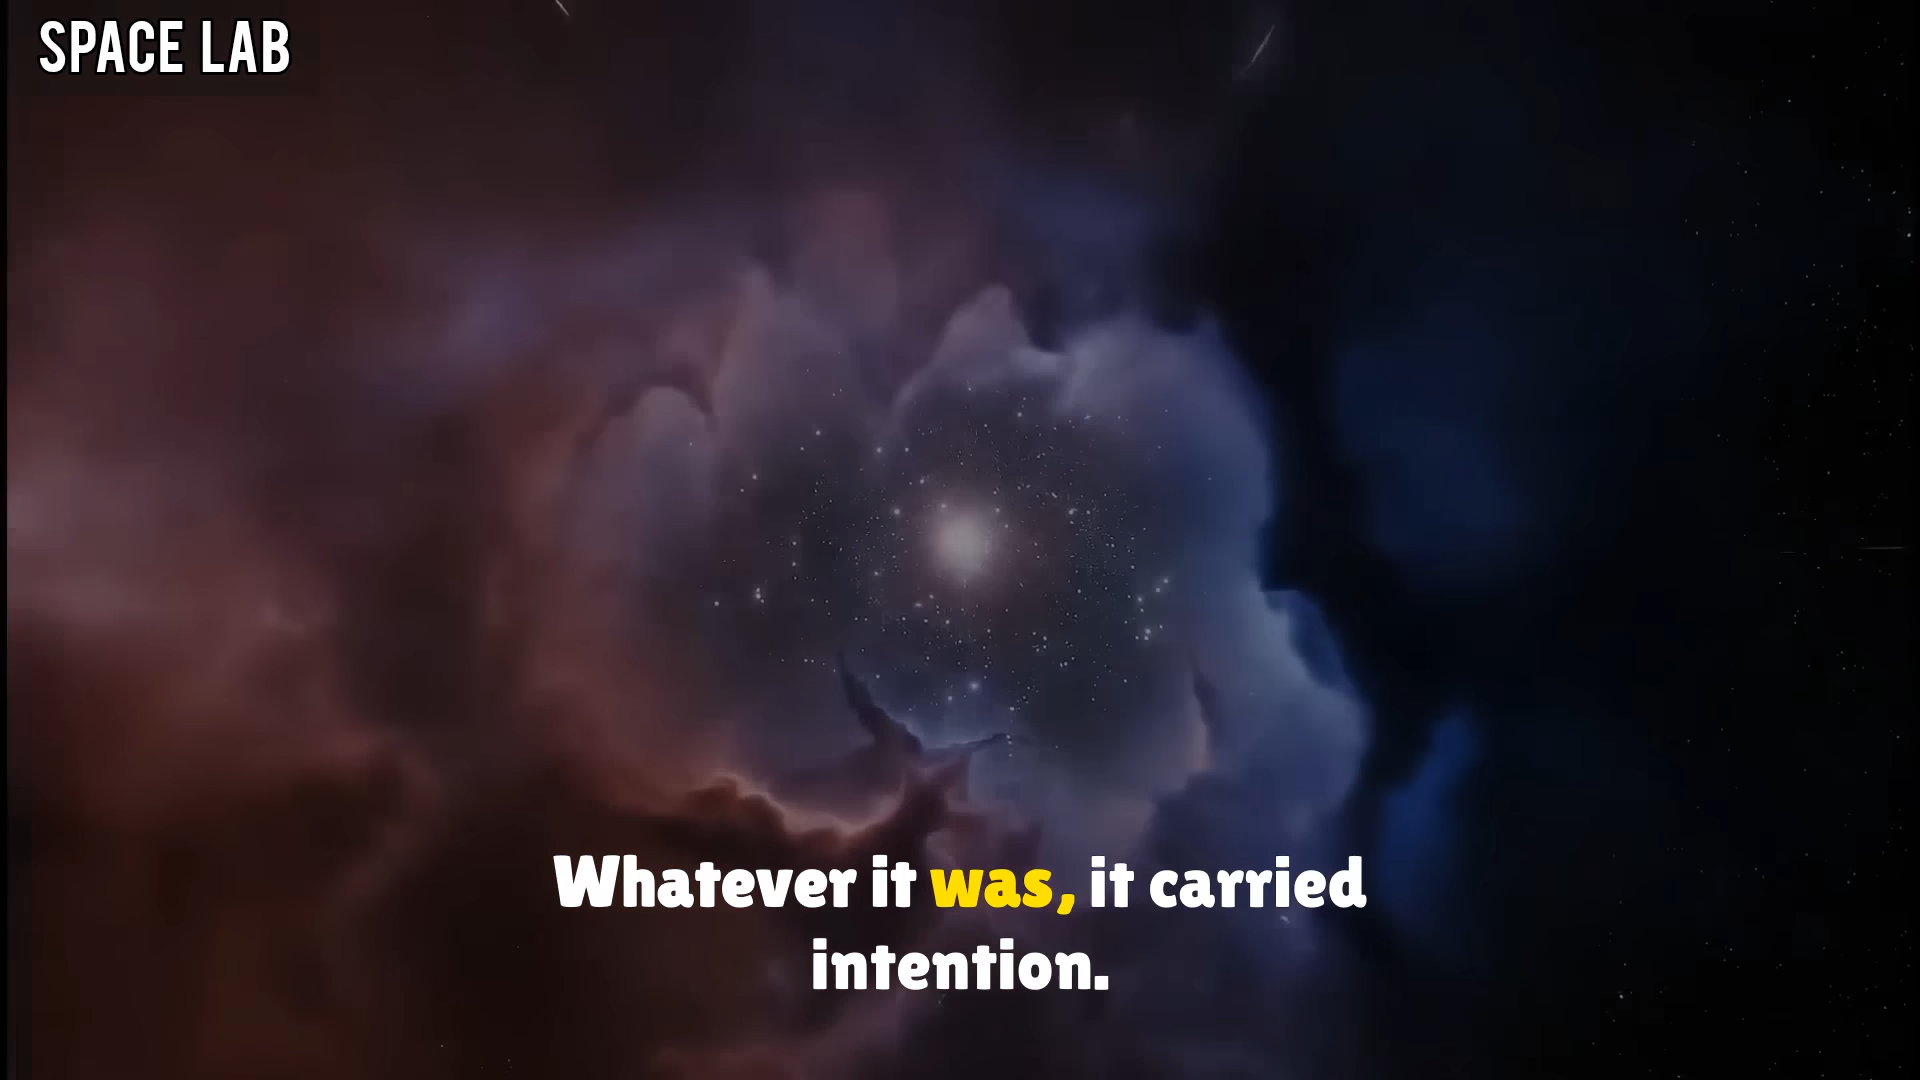 SPACE LAB
Whatever it was, it carried
intention.